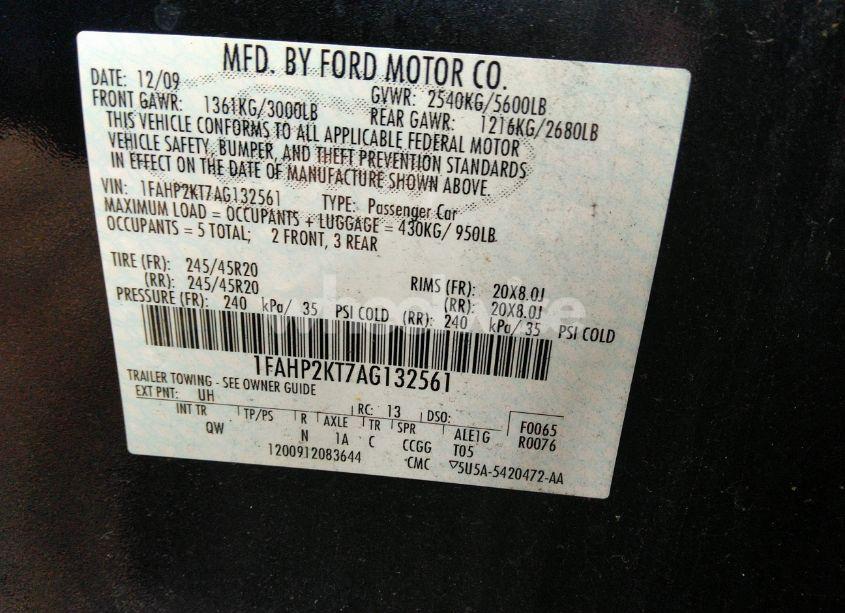 MFD. BY FORD MOTOR CO.
DATE: 12/09 GVWR: 2540KG/5600LB
FRONT GAWR: 1361KG/3000LB REAR GAWR: 1216KG/2680LB
THIS VEHICLE CONFORMS TO ALL APPLICABLE FEDERAL MOTOR
VEHICLE SAFETY, BUMPER, AND THEFT PREVENTION STANDARDS
IN EFFECT ON THE DATE OF MANUFACTURE SHOWN ABOVE.
VIN: 1FAHP2KT7AG132561 TYPE: Passenger Car
MAXIMUM LOAD = OCCUPANTS + LUGGAGE = 430KG/ 950LB
OCCUPANTS = 5 TOTAL; 2 FRONT, 3 REAR
TIRE (FR): 245/45R20 RIMS (FR): 20X8.0J
(RR): 245/45R20 (RR): 20X8.0J
PRESSURE (FR): 240 kPa/ 35 PSI COLD (RR): 240 kPa/ 35 PSI COLD
1FAHP2KT7AG132561
TRAILER TOWING - SEE OWNER GUIDE
EXT PNT: UH RC: 13 DSO: F0065
INT TR TP/PS R AXLE TR SPR ALE1G R0076
QW N 1A C CCGG T05
1200912083644 CMC 5U5A-5420472-AA